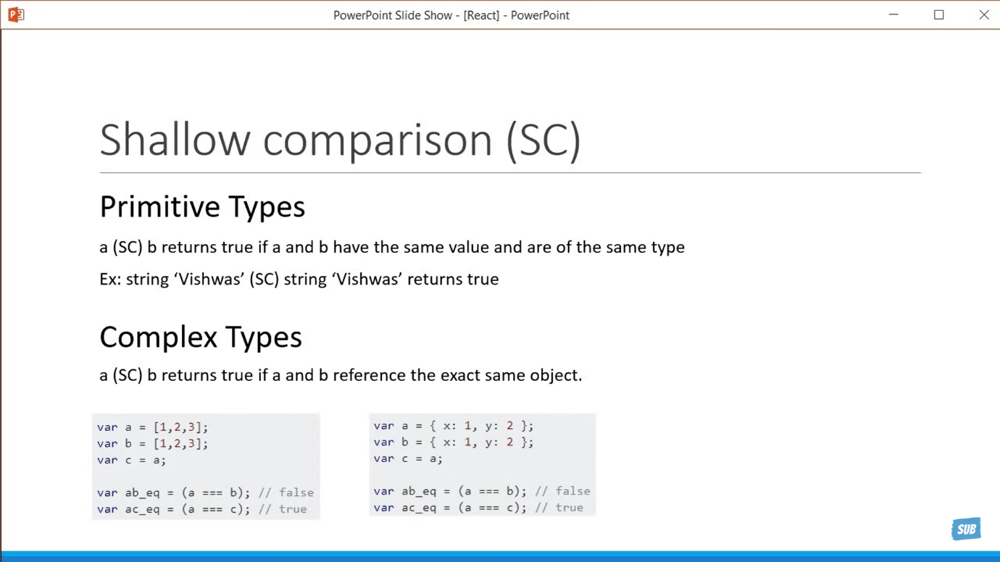 PowerPoint Slide Show - [React] - PowerPoint
Shallow comparison (SC)
Primitive Types
a (SC) b returns true if a and b have the same value and are of the same type
Ex: string ‘Vishwas’ (SC) string ‘Vishwas’ returns true
Complex Types
a (SC) b returns true if a and b reference the exact same object.
var a = [1,2,3];
var b = [1,2,3];
var c = a;
var ab_eq = (a === b); // false
var ac_eq = (a === c); // true
var a = { x: 1, y: 2 };
var b = { x: 1, y: 2 };
var c = a;
var ab_eq = (a === b); // false
var ac_eq = (a === c); // true
SUB